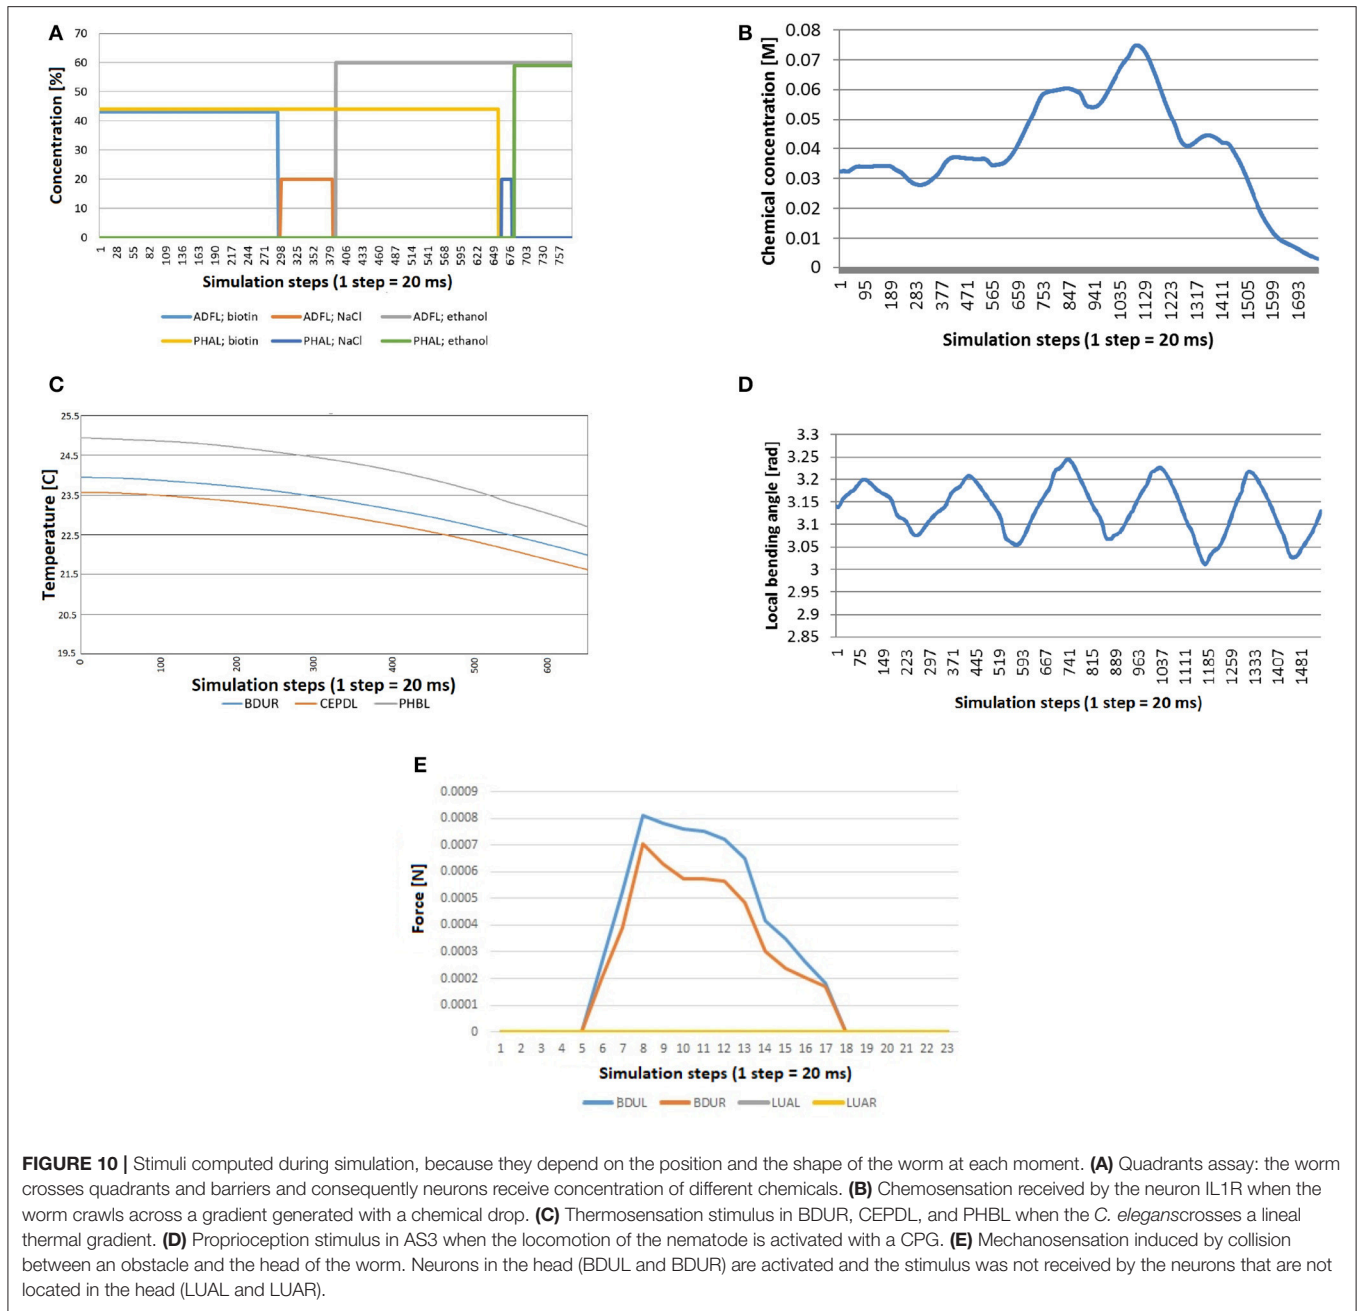 A
Concentration [%]
70
60
50
40
30
20
10
0
1 28 55 82 109 136 163 190 217 244 271 298 325 352 379 406 433 460 487 514 541 568 595 622 649 676 703 730 757
Simulation steps (1 step = 20 ms)
ADFL; biotin ADFL; NaCl ADFL; ethanol
PHAL; biotin PHAL; NaCl PHAL; ethanol
B
Chemical concentration [M]
0.08
0.07
0.06
0.05
0.04
0.03
0.02
0.01
0
1 95 189 283 377 471 565 659 753 847 941 1035 1129 1223 1317 1411 1505 1599 1693
Simulation steps (1 step = 20 ms)
C
Temperature [C]
25.5
24.5
23.5
22.5
21.5
20.5
19.5
0 100 200 300 400 500 600
Simulation steps (1 step = 20 ms)
BDUR CEPDL PHBL
D
Local bending angle [rad]
3.3
3.25
3.2
3.15
3.1
3.05
3
2.95
2.9
2.85
1 75 149 223 297 371 445 519 593 667 741 815 889 963 1037 1111 1185 1259 1333 1407 1481
Simulation steps (1 step = 20 ms)
E
Force [N]
0.0009
0.0008
0.0007
0.0006
0.0005
0.0004
0.0003
0.0002
0.0001
0
1 2 3 4 5 6 7 8 9 10 11 12 13 14 15 16 17 18 19 20 21 22 23
Simulation steps (1 step = 20 ms)
BDUL BDUR LUAL LUAR
FIGURE 10 | Stimuli computed during simulation, because they depend on the position and the shape of the worm at each moment. (A) Quadrants assay: the worm
crosses quadrants and barriers and consequently neurons receive concentration of different chemicals. (B) Chemosensation received by the neuron IL1R when the
worm crawls across a gradient generated with a chemical drop. (C) Thermosensation stimulus in BDUR, CEPDL, and PHBL when the C. eleganscrosses a lineal
thermal gradient. (D) Proprioception stimulus in AS3 when the locomotion of the nematode is activated with a CPG. (E) Mechanosensation induced by collision
between an obstacle and the head of the worm. Neurons in the head (BDUL and BDUR) are activated and the stimulus was not received by the neurons that are not
located in the head (LUAL and LUAR).